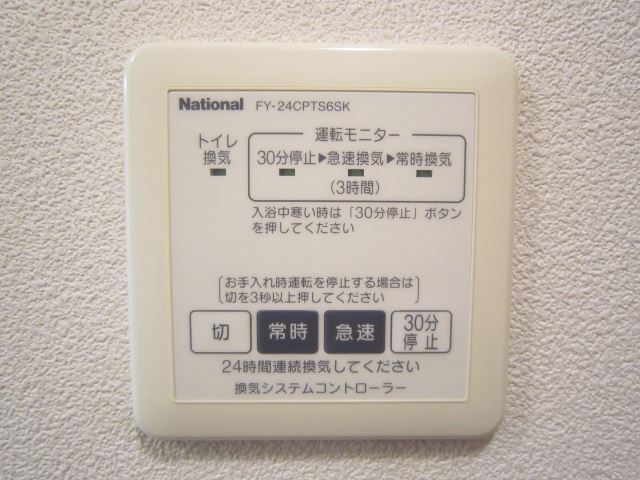 National FY-24CPTS6SK
トイレ
換気
運転モニター
30分停止▶急速換気▶常時換気
(3時間)
入浴中寒い時は「30分停止」ボタン
を押してください
お手入れ時運転を停止する場合は
切を3秒以上押してください
切 常時 急速 30分
停止
24時間連続換気してください
換気システムコントローラー